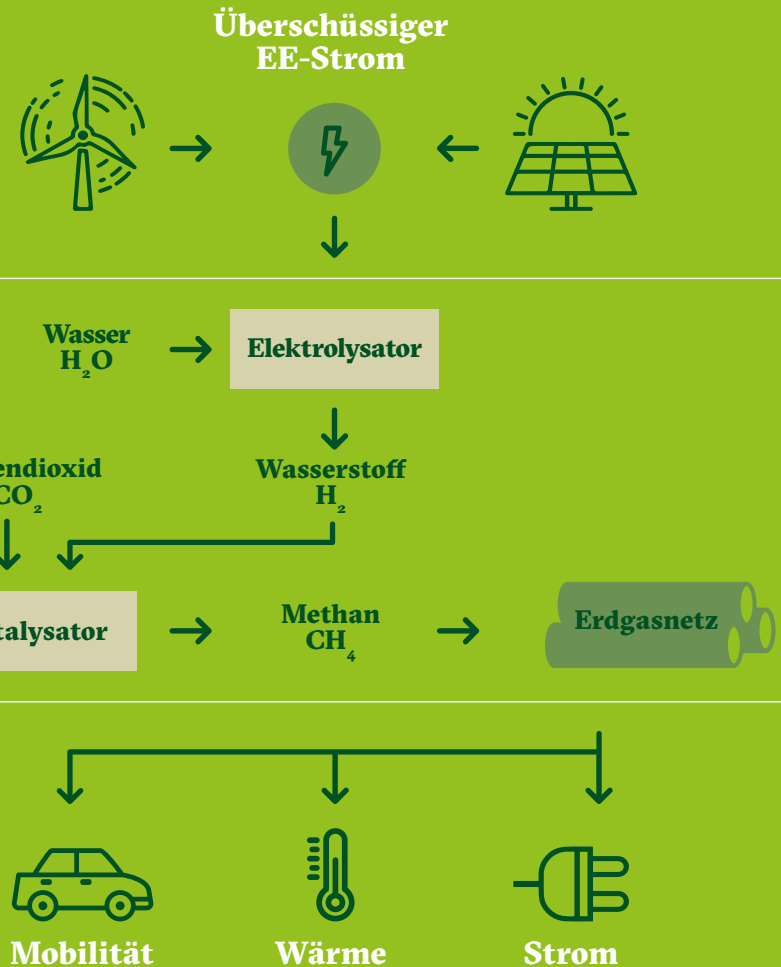 Überschüssiger
EE-Strom
Wasser
H₂O
Elektrolysator
endioxid
CO₂
Wasserstoff
H₂
talysator
Methan
CH₄
Erdgasnetz
Mobilität
Wärme
Strom